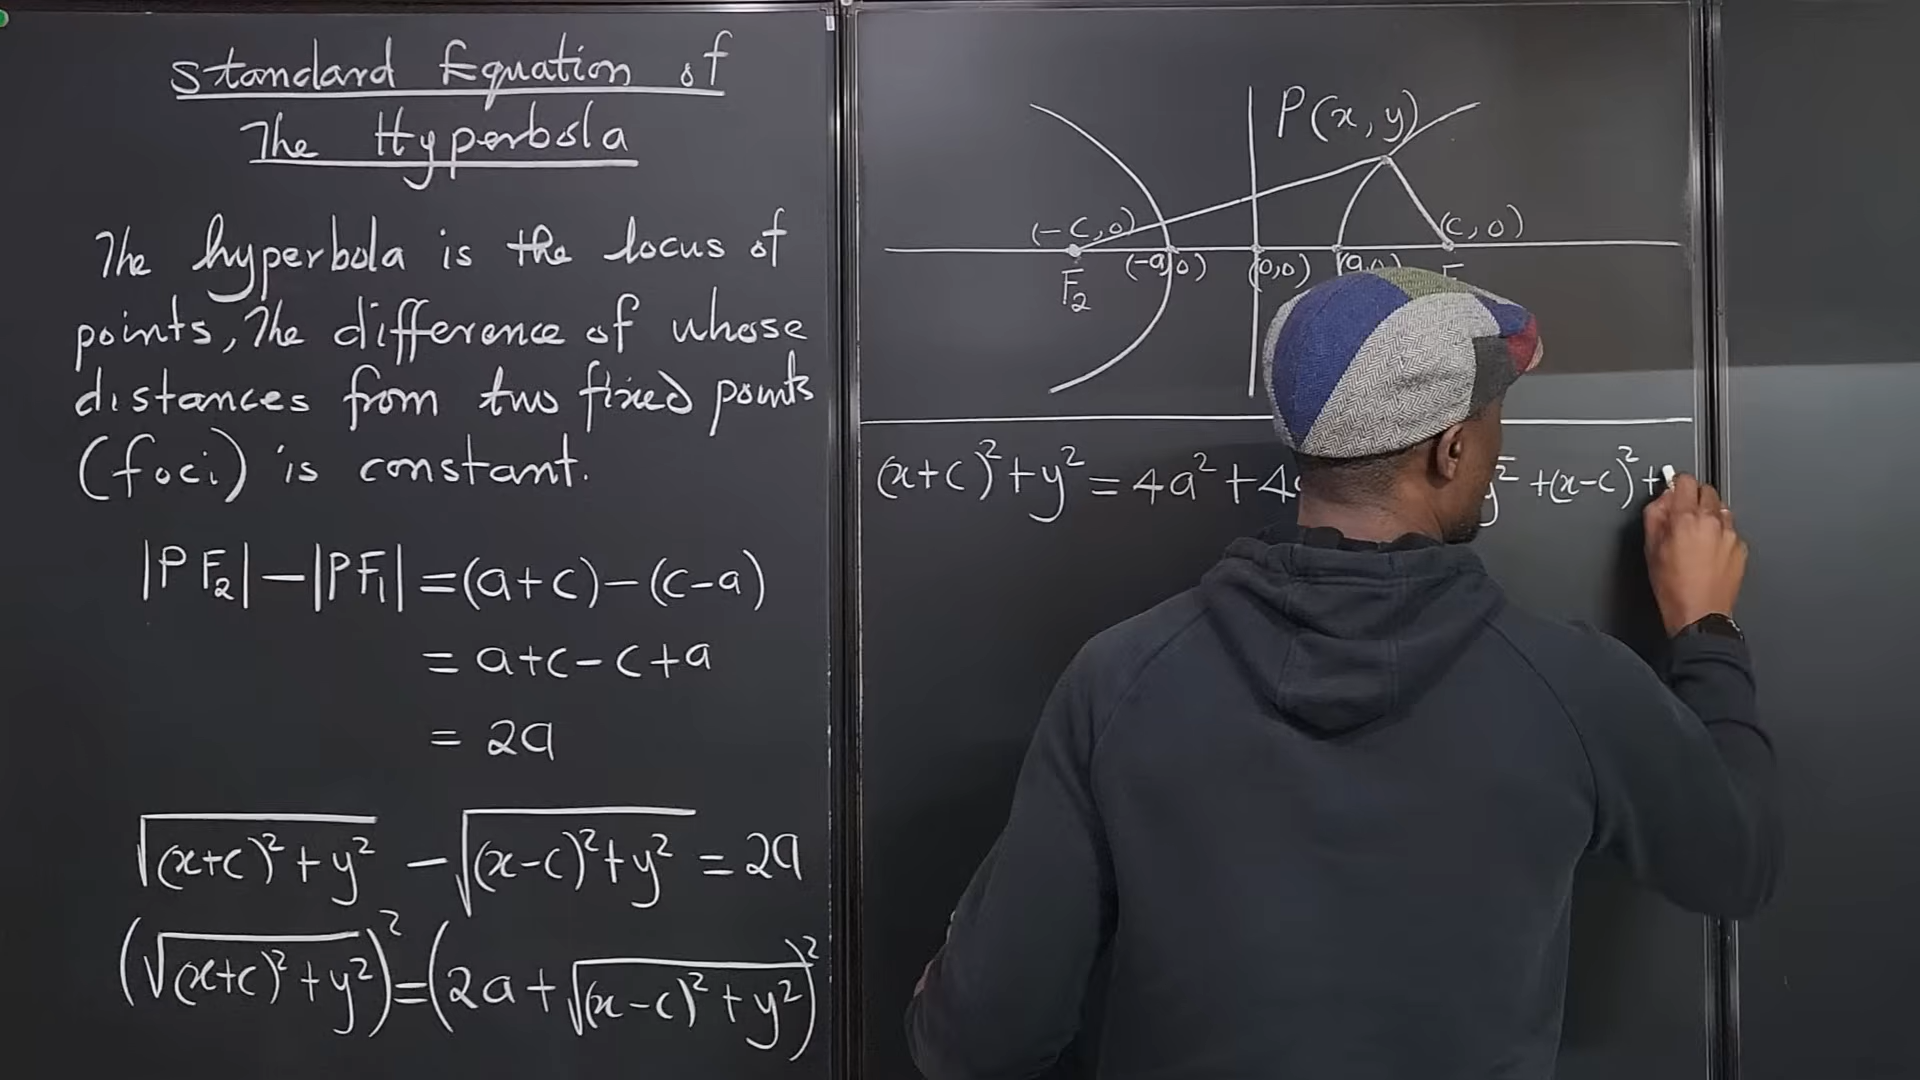 Standard Equation of
The Hyperbola
The hyperbola is the locus of
points, The difference of whose
distances from two fixed points
(foci) is constant.
|PF₂| − |PF₁| = (a+c) − (c−a)
= a+c−c+a
= 2a
√((x+c)²+y²) − √((x−c)²+y²) = 2a
(√((x+c)²+y²))² = (2a+√((x−c)²+y²))²
P(x, y)
(−c, 0)
(c, 0)
(−a, 0)
(0,0)
(a,0)
F₂
F
(x+c)²+y² = 4a²+4
y² +(x−c)²+